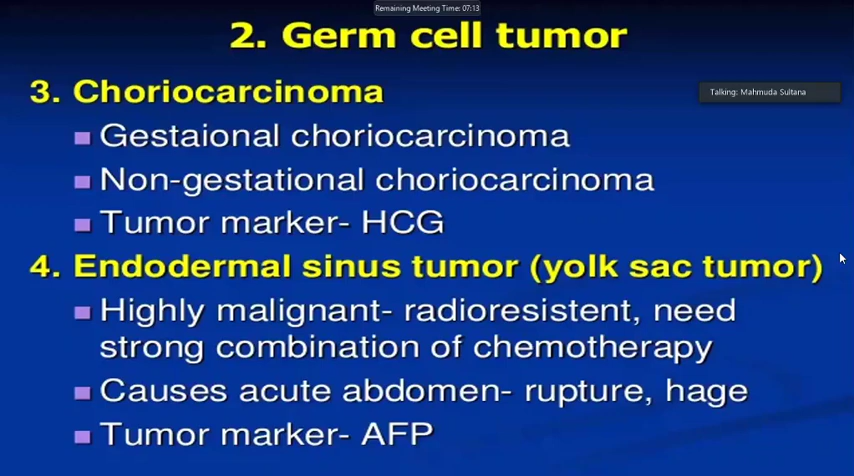 Remaining Meeting Time: 07:13
2. Germ cell tumor
3. Choriocarcinoma
Talking: Mahmuda Sultana
Gestaional choriocarcinoma
Non-gestational choriocarcinoma
Tumor marker- HCG
4. Endodermal sinus tumor (yolk sac tumor)
Highly malignant- radioresistent, need
strong combination of chemotherapy
Causes acute abdomen- rupture, hage
Tumor marker- AFP